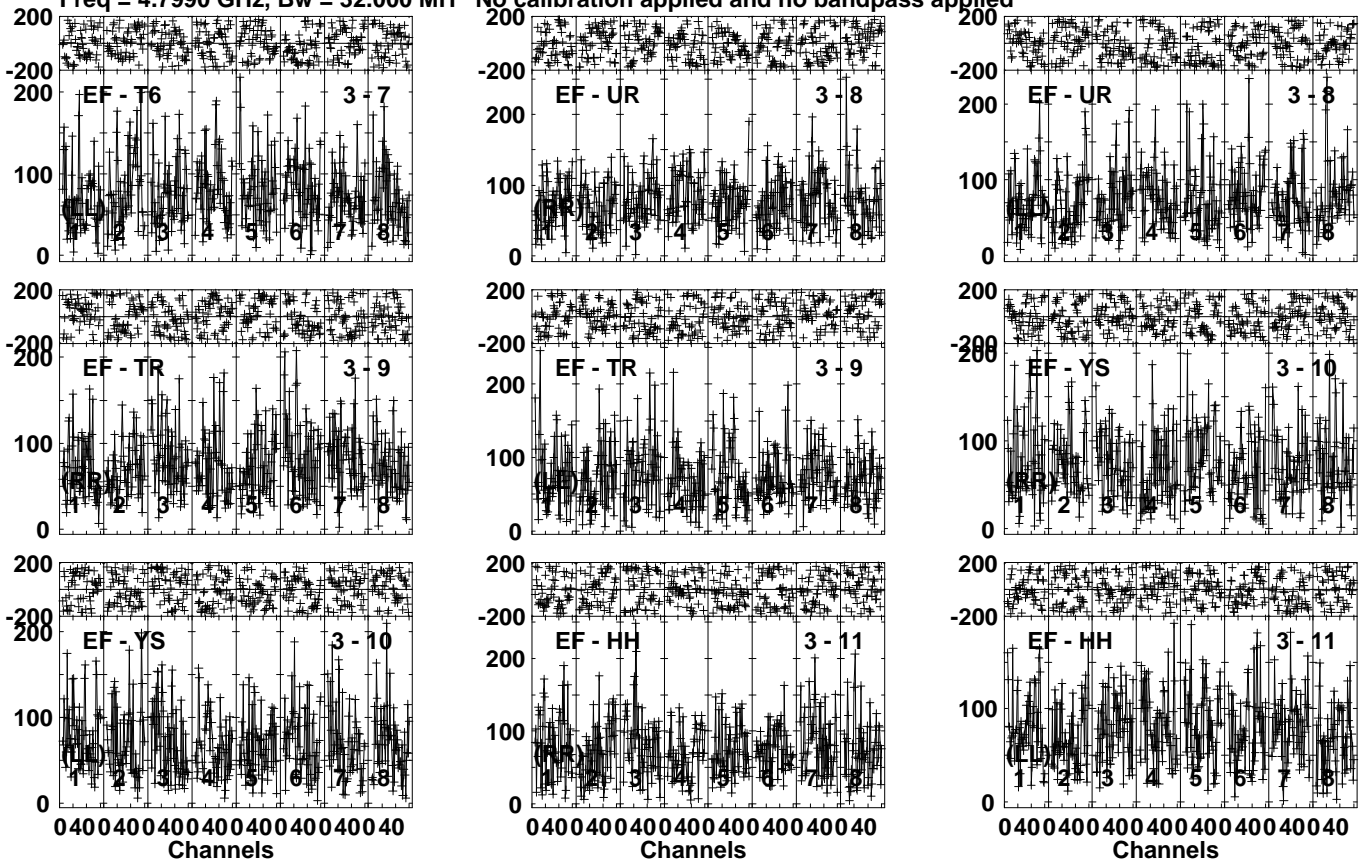 Freq = 4.7990 GHz, Bw = 32.000 MH No calibration applied and no bandpass applied
200 200 200
-200 -200 -200
200 EF - T6 3 - 7 200 EF - UR 3 - 8 200 EF - UR 3 - 8
100 100 100
(LL) (RR) (LL)
1 2 3 4 5 6 7 8 1 2 3 4 5 6 7 8 1 2 3 4 5 6 7 8
0 0 0
200 200 200
-200 -200 -200
200 EF - TR 3 - 9 200 EF - TR 3 - 9 200 EF - YS 3 - 10
100 100 100
(RR) (LL) (RR)
1 2 3 4 5 6 7 8 1 2 3 4 5 6 7 8 1 2 3 4 5 6 7 8
0 0 0
200 200 200
-200 -200 -200
200 EF - YS 3 - 10 200 EF - HH 3 - 11 EF - HH 3 - 11
100 100 100
(LL) (RR) (LL)
1 2 3 4 5 6 7 8 1 2 3 4 5 6 7 8 1 2 3 4 5 6 7 8
0 0 0
0 40 0 40 0 40 0 40 0 40 0 40 0 40 0 40 0 40 0 40 0 40 0 40 0 40 0 40 0 40 0 40 0 40 0 40 0 40 0 40 0 40 0 40 0 40 0 40
Channels Channels Channels